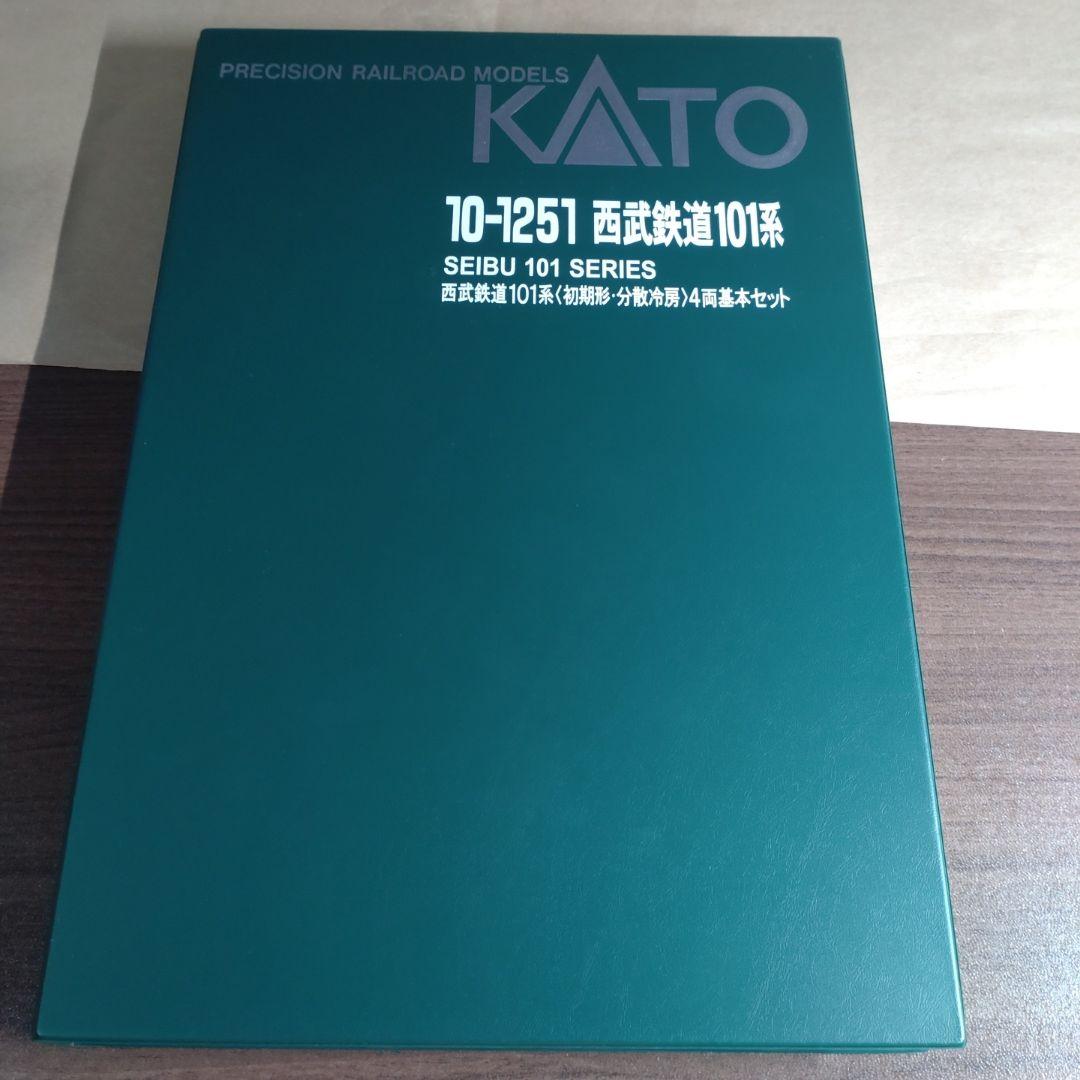 PRECISION RAILROAD MODELS
KATO
10-1251 西武鉄道101系
SEIBU 101 SERIES
西武鉄道101系〈初期形・分散冷房〉4両基本セット